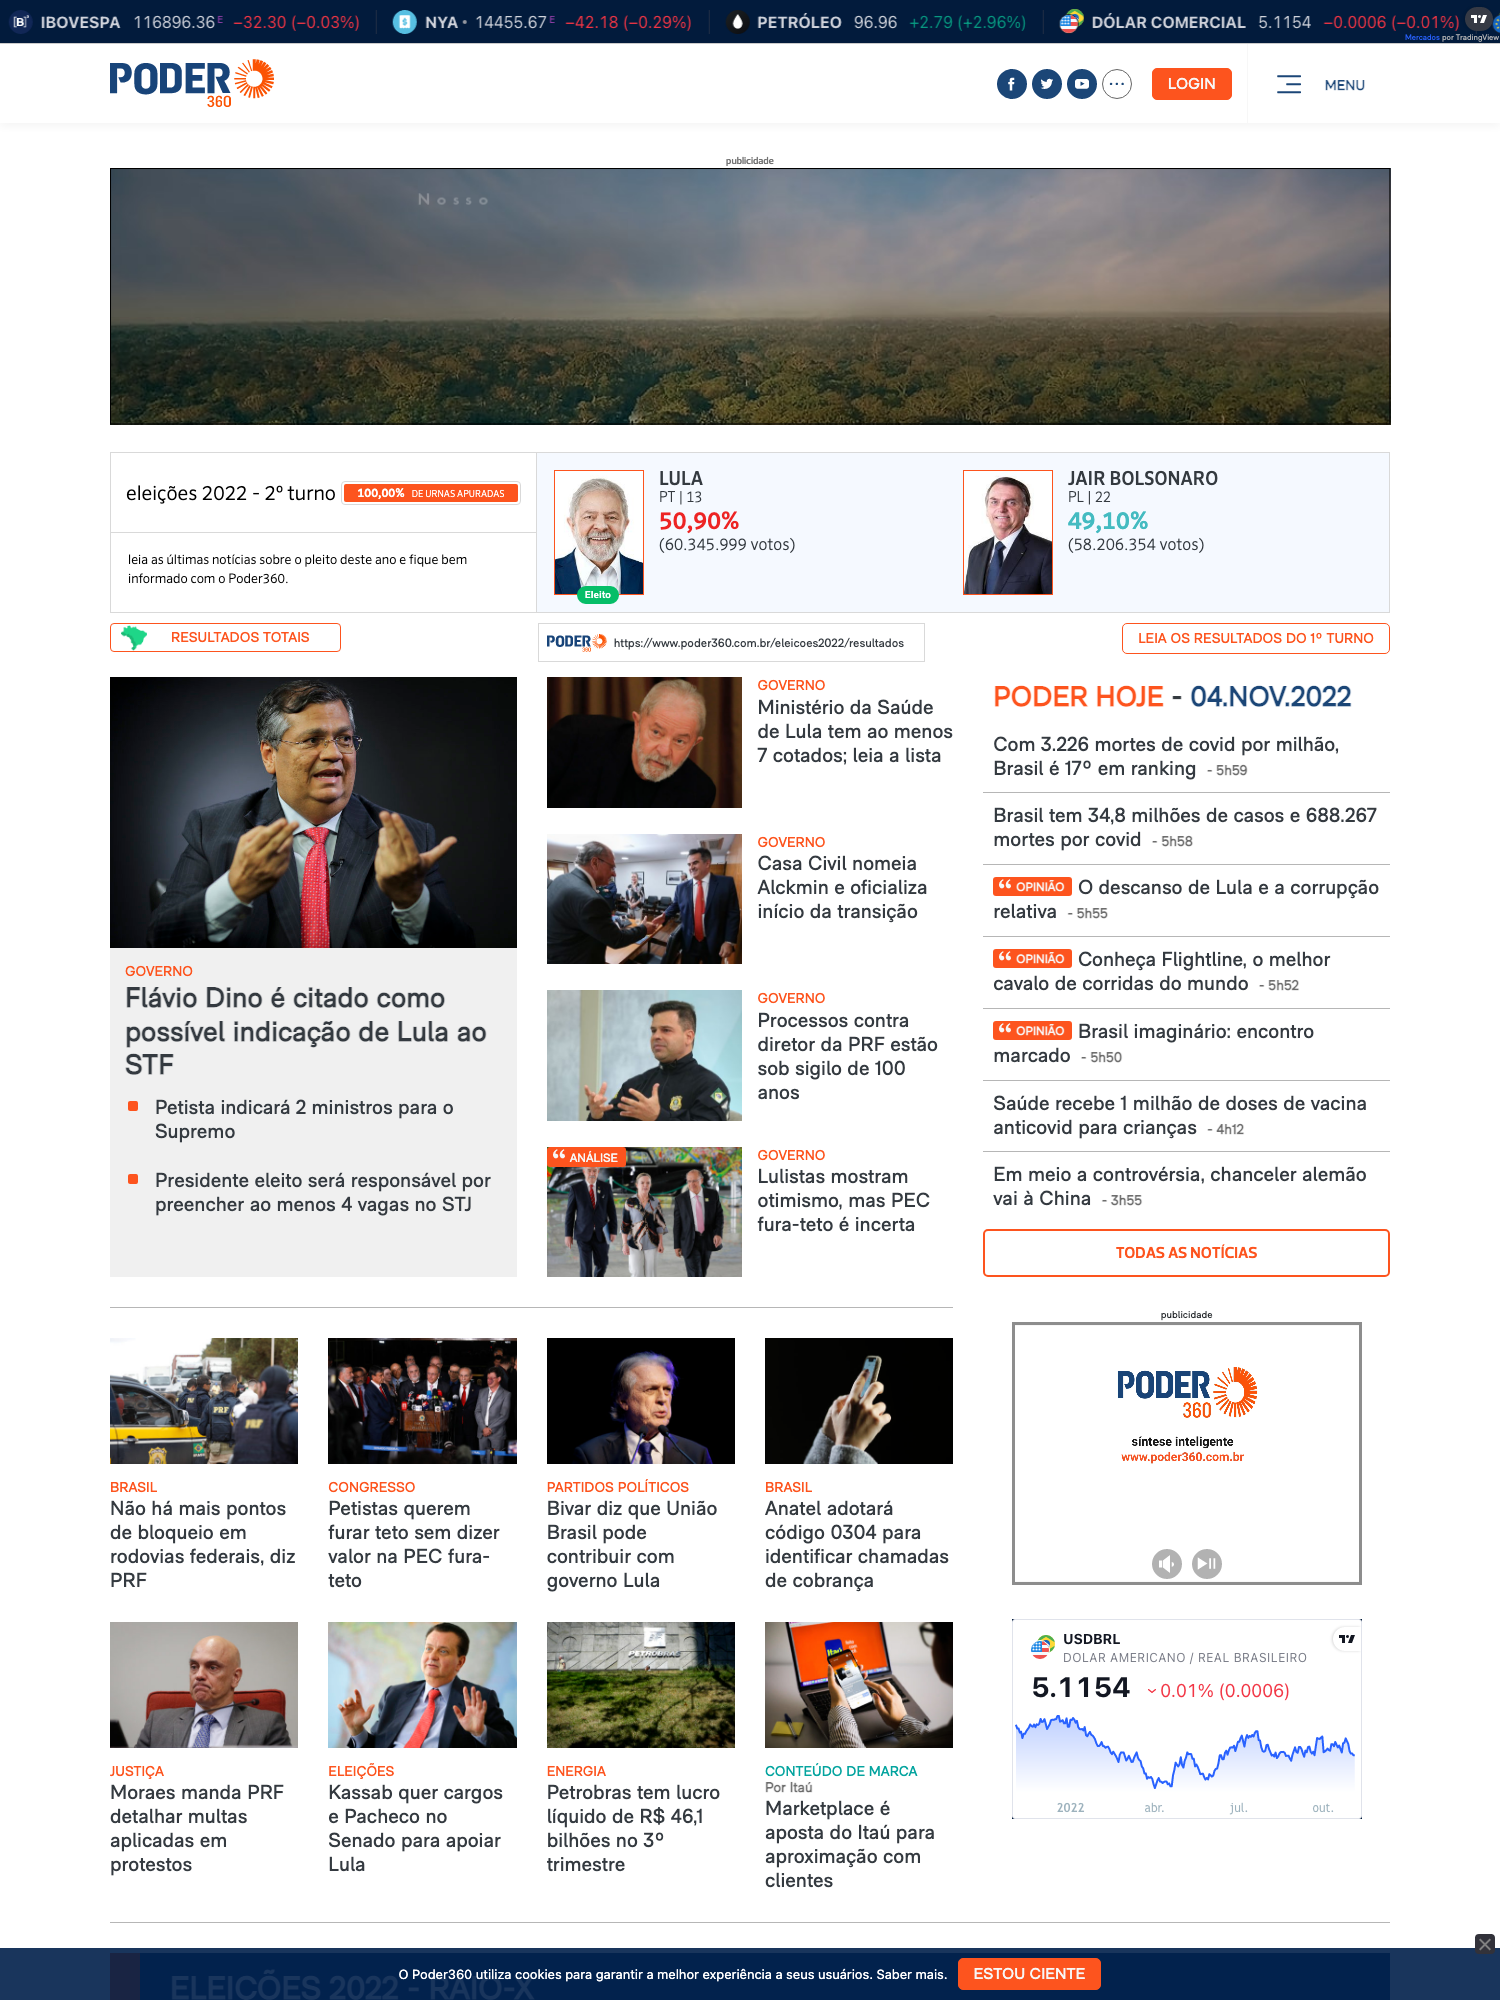 IBOVESPA 116896.36 E −32.30 (−0.03%) NYA • 14455.67 E −42.18 (−0.29%) PETRÓLEO 96.96 +2.79 (+2.96%) DÓLAR COMERCIAL 5.1154 −0.0006 (−0.01%)
Mercados por TradingView
PODER 360
LOGIN
MENU
publicidade
Nosso
eleições 2022 - 2º turno
100,00% DE URNAS APURADAS
leia as últimas notícias sobre o pleito deste ano e fique bem
informado com o Poder360.
LULA
PT | 13
50,90%
(60.345.999 votos)
Eleito
JAIR BOLSONARO
PL | 22
49,10%
(58.206.354 votos)
RESULTADOS TOTAIS
PODER 360 https://www.poder360.com.br/eleicoes2022/resultados
LEIA OS RESULTADOS DO 1º TURNO
GOVERNO
Flávio Dino é citado como
possível indicação de Lula ao
STF
Petista indicará 2 ministros para o
Supremo
Presidente eleito será responsável por
preencher ao menos 4 vagas no STJ
GOVERNO
Ministério da Saúde
de Lula tem ao menos
7 cotados; leia a lista
GOVERNO
Casa Civil nomeia
Alckmin e oficializa
início da transição
GOVERNO
Processos contra
diretor da PRF estão
sob sigilo de 100
anos
ANÁLISE
GOVERNO
Lulistas mostram
otimismo, mas PEC
fura-teto é incerta
PODER HOJE - 04.NOV.2022
Com 3.226 mortes de covid por milhão,
Brasil é 17º em ranking - 5h59
Brasil tem 34,8 milhões de casos e 688.267
mortes por covid - 5h58
“ OPINIÃO O descanso de Lula e a corrupção
relativa - 5h55
“ OPINIÃO Conheça Flightline, o melhor
cavalo de corridas do mundo - 5h52
“ OPINIÃO Brasil imaginário: encontro
marcado - 5h50
Saúde recebe 1 milhão de doses de vacina
anticovid para crianças - 4h12
Em meio a controvérsia, chanceler alemão
vai à China - 3h55
TODAS AS NOTÍCIAS
PRF
BRASIL
Não há mais pontos
de bloqueio em
rodovias federais, diz
PRF
CONGRESSO
Petistas querem
furar teto sem dizer
valor na PEC fura-
teto
PARTIDOS POLÍTICOS
Bivar diz que União
Brasil pode
contribuir com
governo Lula
BRASIL
Anatel adotará
código 0304 para
identificar chamadas
de cobrança
publicidade
PODER
360
síntese inteligente
www.poder360.com.br
JUSTIÇA
Moraes manda PRF
detalhar multas
aplicadas em
protestos
ELEIÇÕES
Kassab quer cargos
e Pacheco no
Senado para apoiar
Lula
PETROBRAS
ENERGIA
Petrobras tem lucro
líquido de R$ 46,1
bilhões no 3º
trimestre
CONTEÚDO DE MARCA
Por Itaú
Marketplace é
aposta do Itaú para
aproximação com
clientes
USDBRL
DOLAR AMERICANO / REAL BRASILEIRO
5.1154 0.01% (0.0006)
2022 abr. jul. out.
ELEIÇÕES 2022 - RAIO-X
O Poder360 utiliza cookies para garantir a melhor experiência a seus usuários. Saber mais.
ESTOU CIENTE